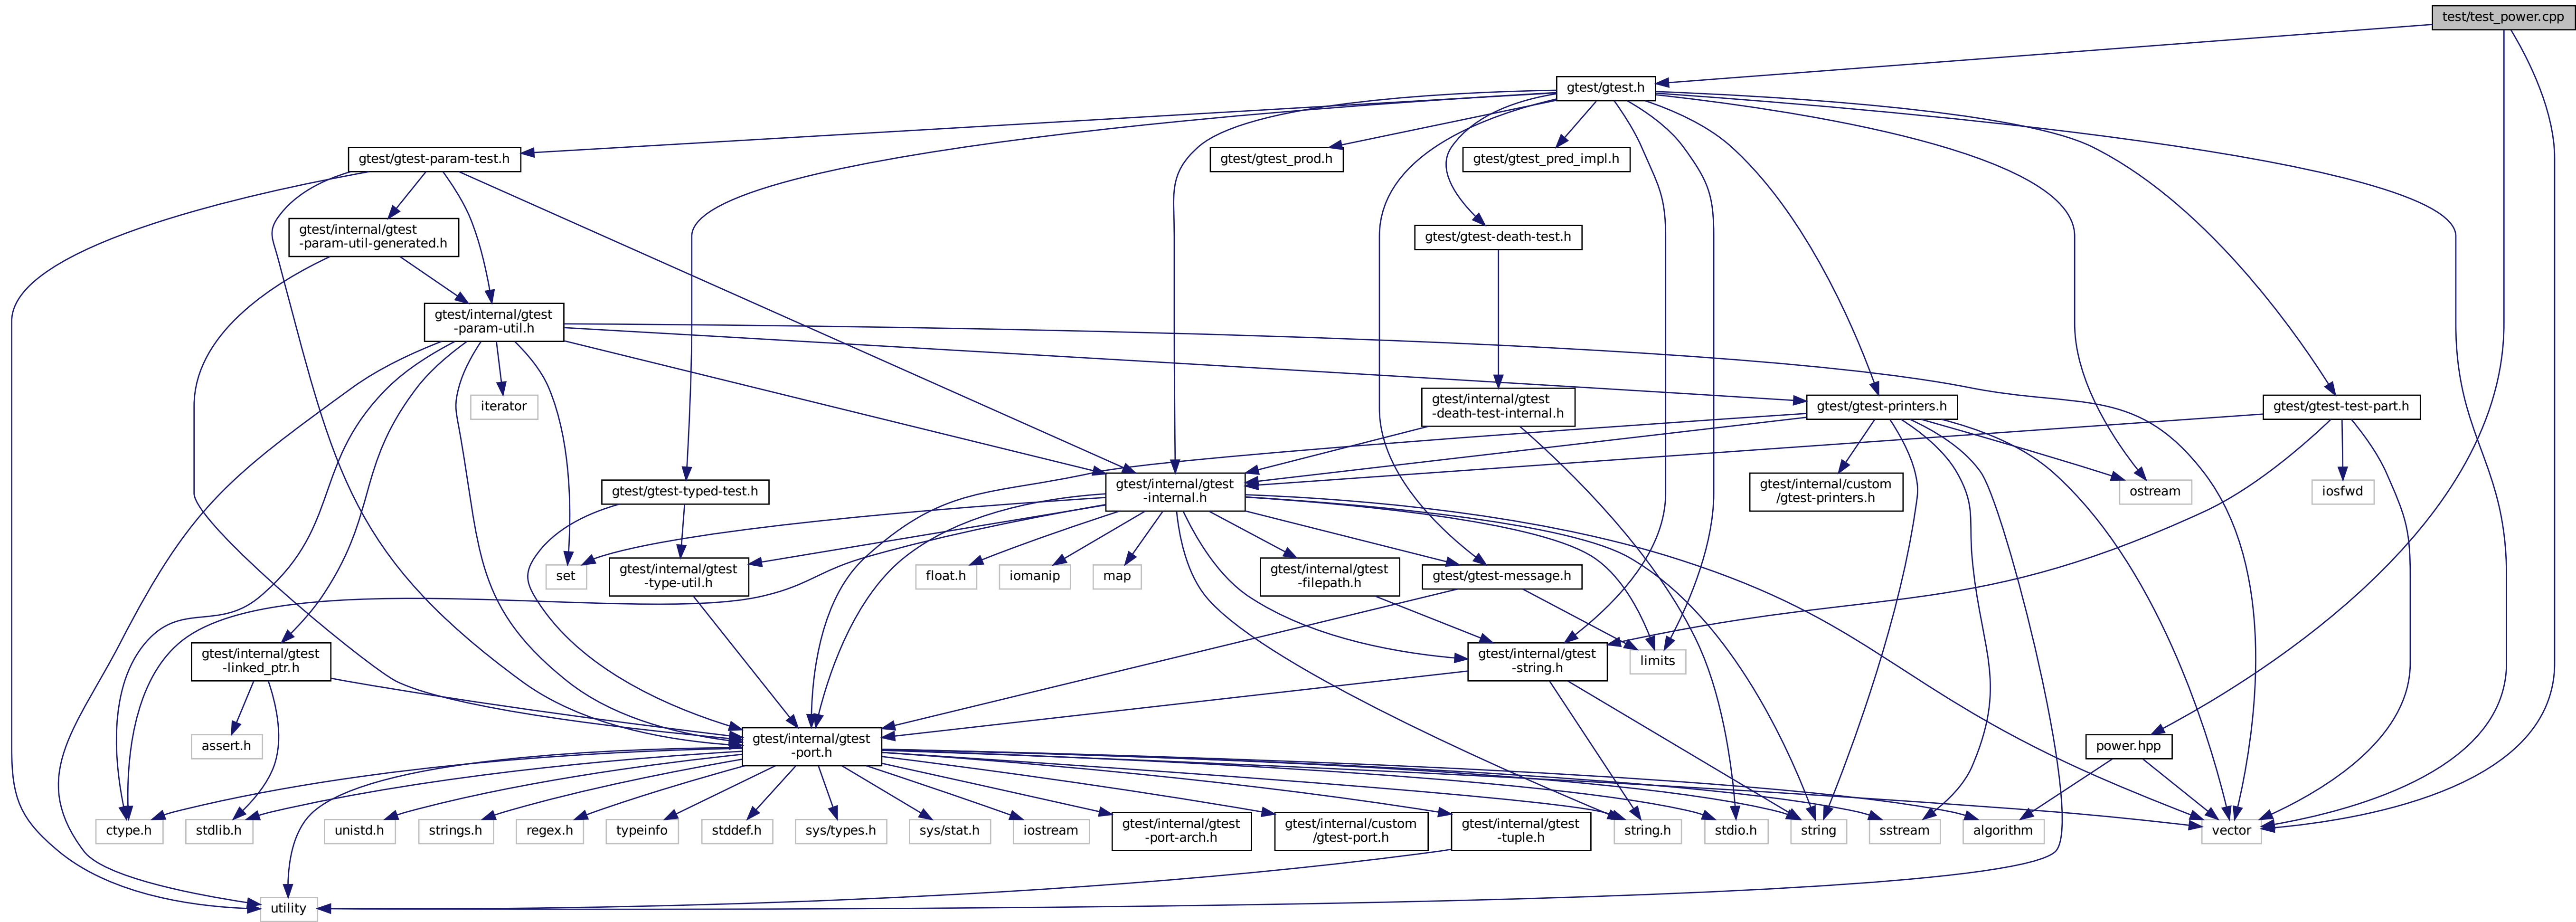 test/test_power.cpp
gtest/gtest.h
gtest/gtest-param-test.h
gtest/gtest_prod.h
gtest/gtest_pred_impl.h
gtest/internal/gtest
-param-util-generated.h
gtest/gtest-death-test.h
gtest/internal/gtest
-param-util.h
iterator
gtest/internal/gtest
-death-test-internal.h
gtest/gtest-printers.h
gtest/gtest-test-part.h
gtest/gtest-typed-test.h
gtest/internal/gtest
-internal.h
gtest/internal/custom
/gtest-printers.h
ostream
iosfwd
set
gtest/internal/gtest
-type-util.h
float.h
iomanip
map
gtest/internal/gtest
-filepath.h
gtest/gtest-message.h
gtest/internal/gtest
-linked_ptr.h
gtest/internal/gtest
-string.h
limits
assert.h
gtest/internal/gtest
-port.h
power.hpp
ctype.h
stdlib.h
unistd.h
strings.h
regex.h
typeinfo
stddef.h
sys/types.h
sys/stat.h
iostream
gtest/internal/gtest
-port-arch.h
gtest/internal/custom
/gtest-port.h
gtest/internal/gtest
-tuple.h
string.h
stdio.h
string
sstream
algorithm
vector
utility